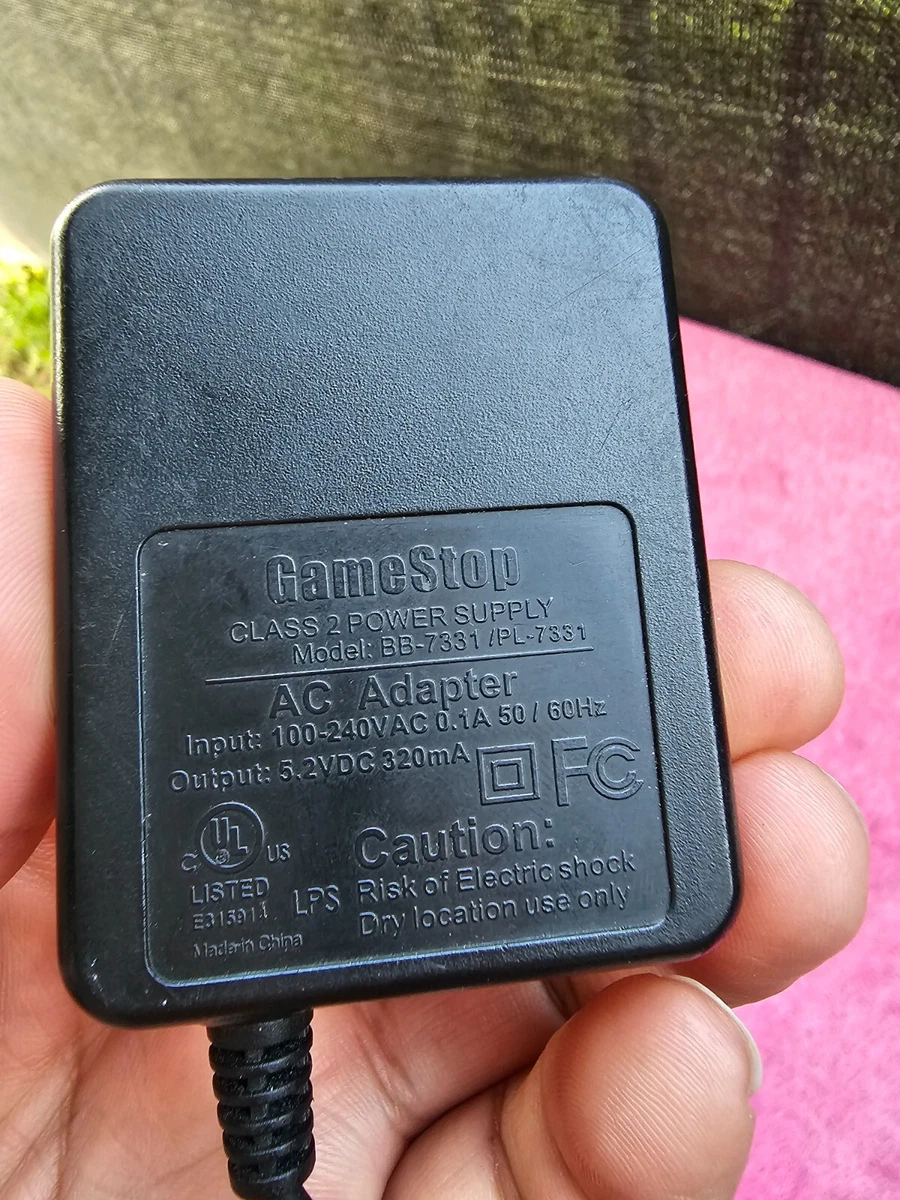 GameStop
CLASS 2 POWER SUPPLY
Model: BB-7331 /PL-7331
AC Adapter
Input: 100-240VAC 0.1A 50 / 60Hz
Output: 5.2VDC 320mA
FC
C UL US
LISTED
E315914
LPS
Made in China
Caution:
Risk of Electric shock
Dry location use only